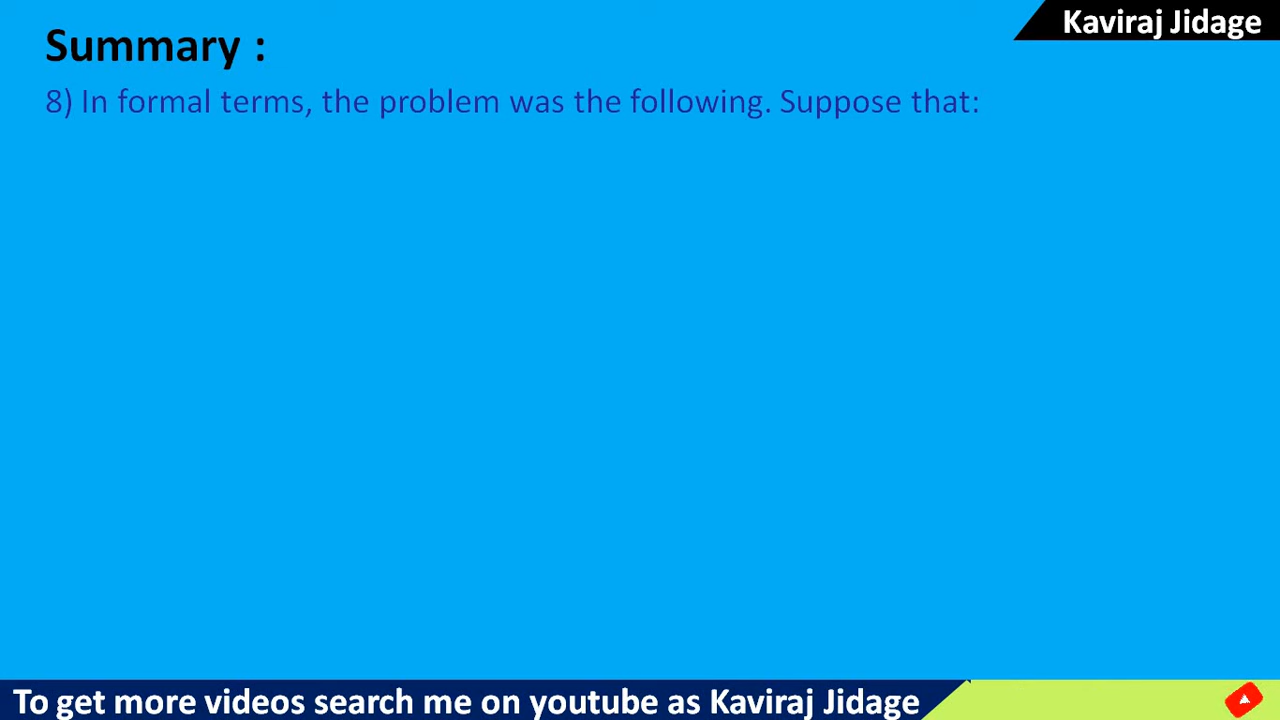 Kaviraj Jidage
Summary :
8) In formal terms, the problem was the following. Suppose that:
To get more videos search me on youtube as Kaviraj Jidage